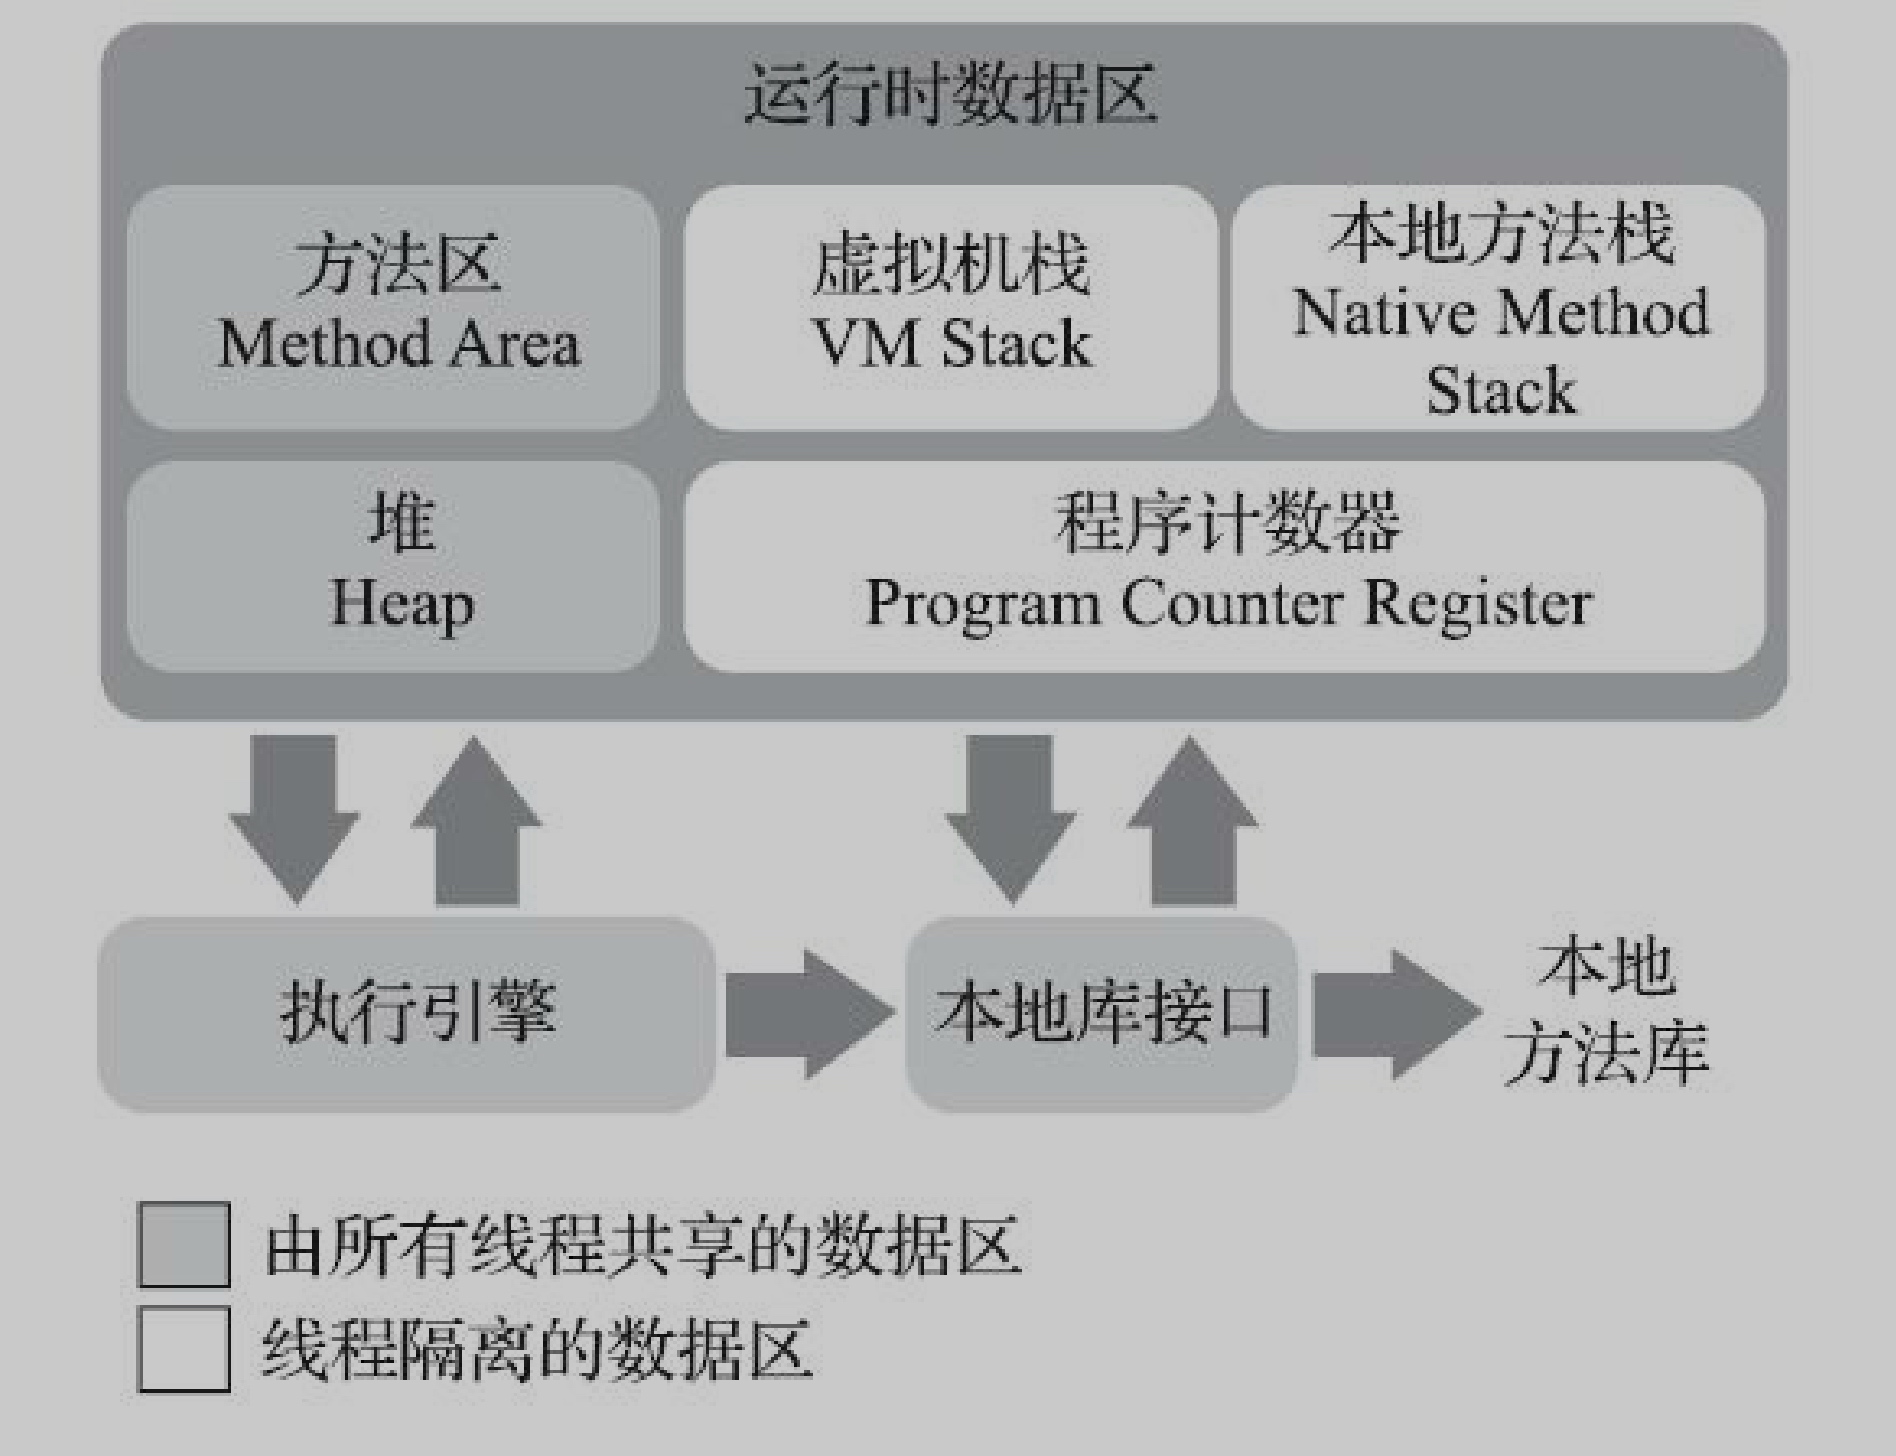 运行时数据区
方法区
Method Area
虚拟机栈
VM Stack
本地方法栈
Native Method
Stack
堆
Heap
程序计数器
Program Counter Register
执行引擎
本地库接口
本地
方法库
由所有线程共享的数据区
线程隔离的数据区